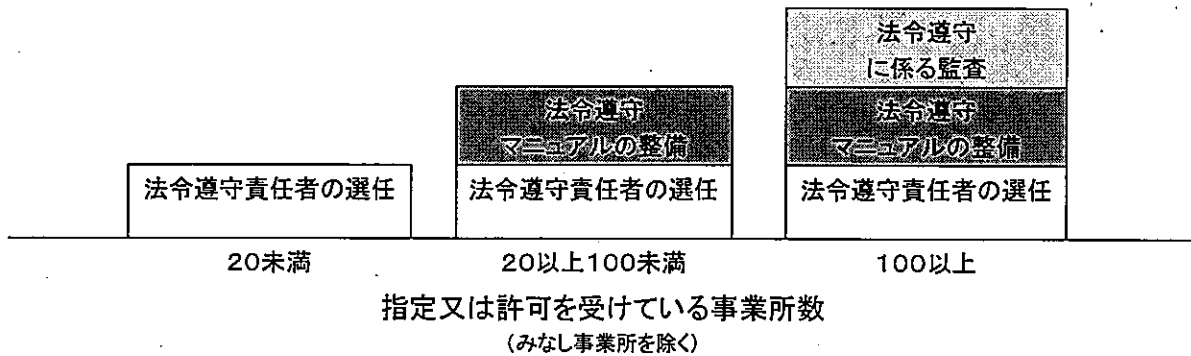 法令遵守
に係る監査
法令遵守
マニュアルの整備
法令遵守
マニュアルの整備
法令遵守責任者の選任
法令遵守責任者の選任
法令遵守責任者の選任
20未満
20以上100未満
100以上
指定又は許可を受けている事業所数
(みなし事業所を除く)